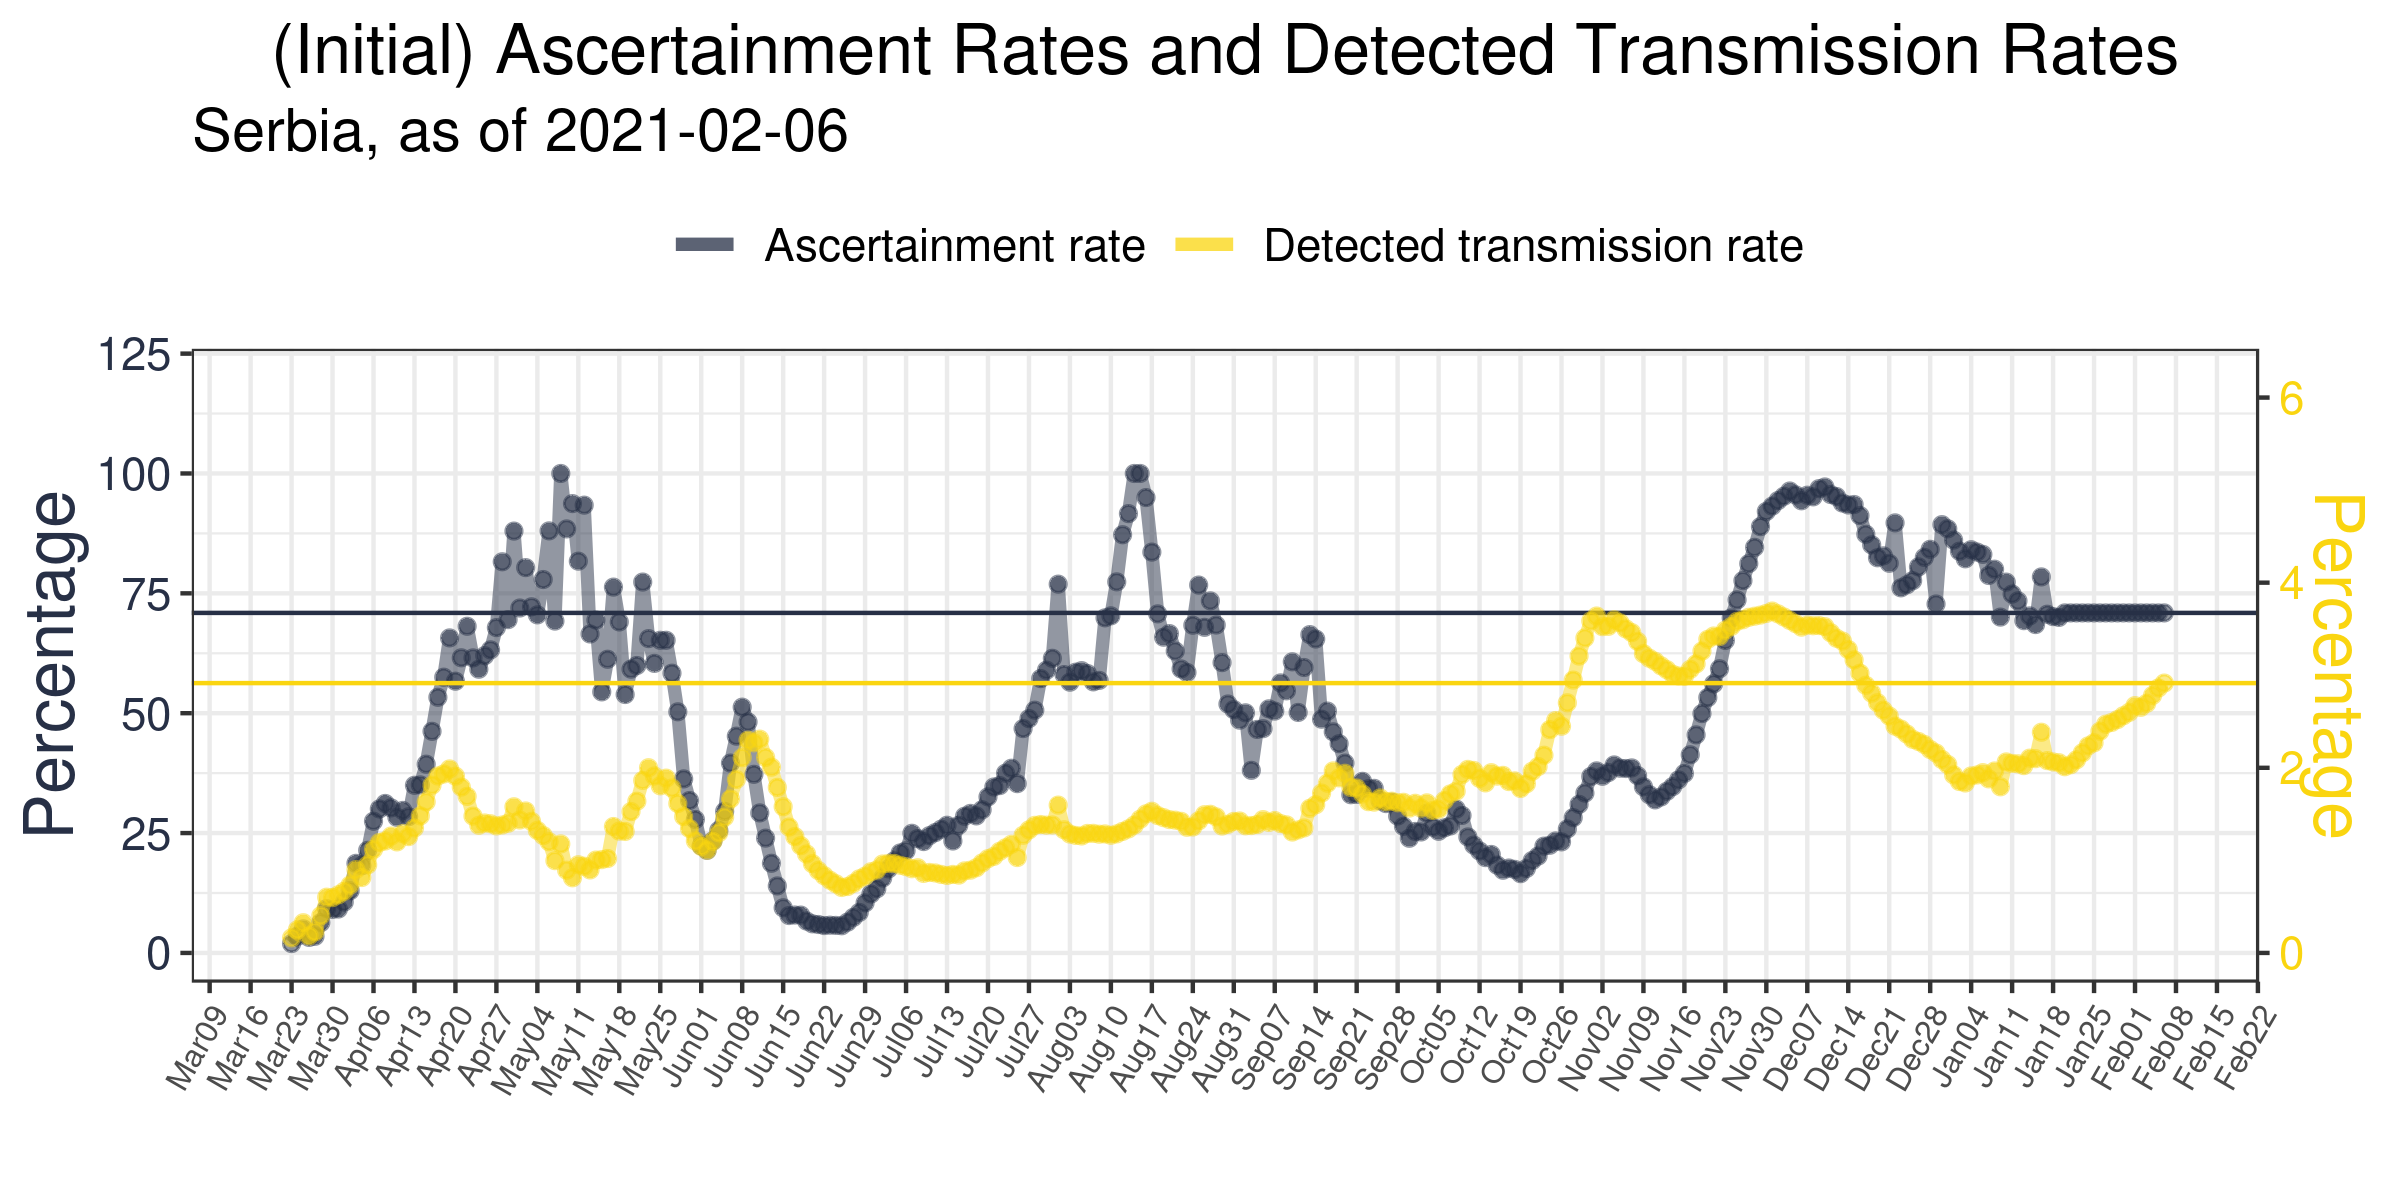 (Initial) Ascertainment Rates and Detected Transmission Rates
Serbia, as of 2021-02-06
Ascertainment rate
Detected transmission rate
125
100
75
50
25
0
Percentage
6
4
2
0
Percentage
Mar09
Mar16
Mar23
Mar30
Apr06
Apr13
Apr20
Apr27
May04
May11
May18
May25
Jun01
Jun08
Jun15
Jun22
Jun29
Jul06
Jul13
Jul20
Jul27
Aug03
Aug10
Aug17
Aug24
Aug31
Sep07
Sep14
Sep21
Sep28
Oct05
Oct12
Oct19
Oct26
Nov02
Nov09
Nov16
Nov23
Nov30
Dec07
Dec14
Dec21
Dec28
Jan04
Jan11
Jan18
Jan25
Feb01
Feb08
Feb15
Feb22